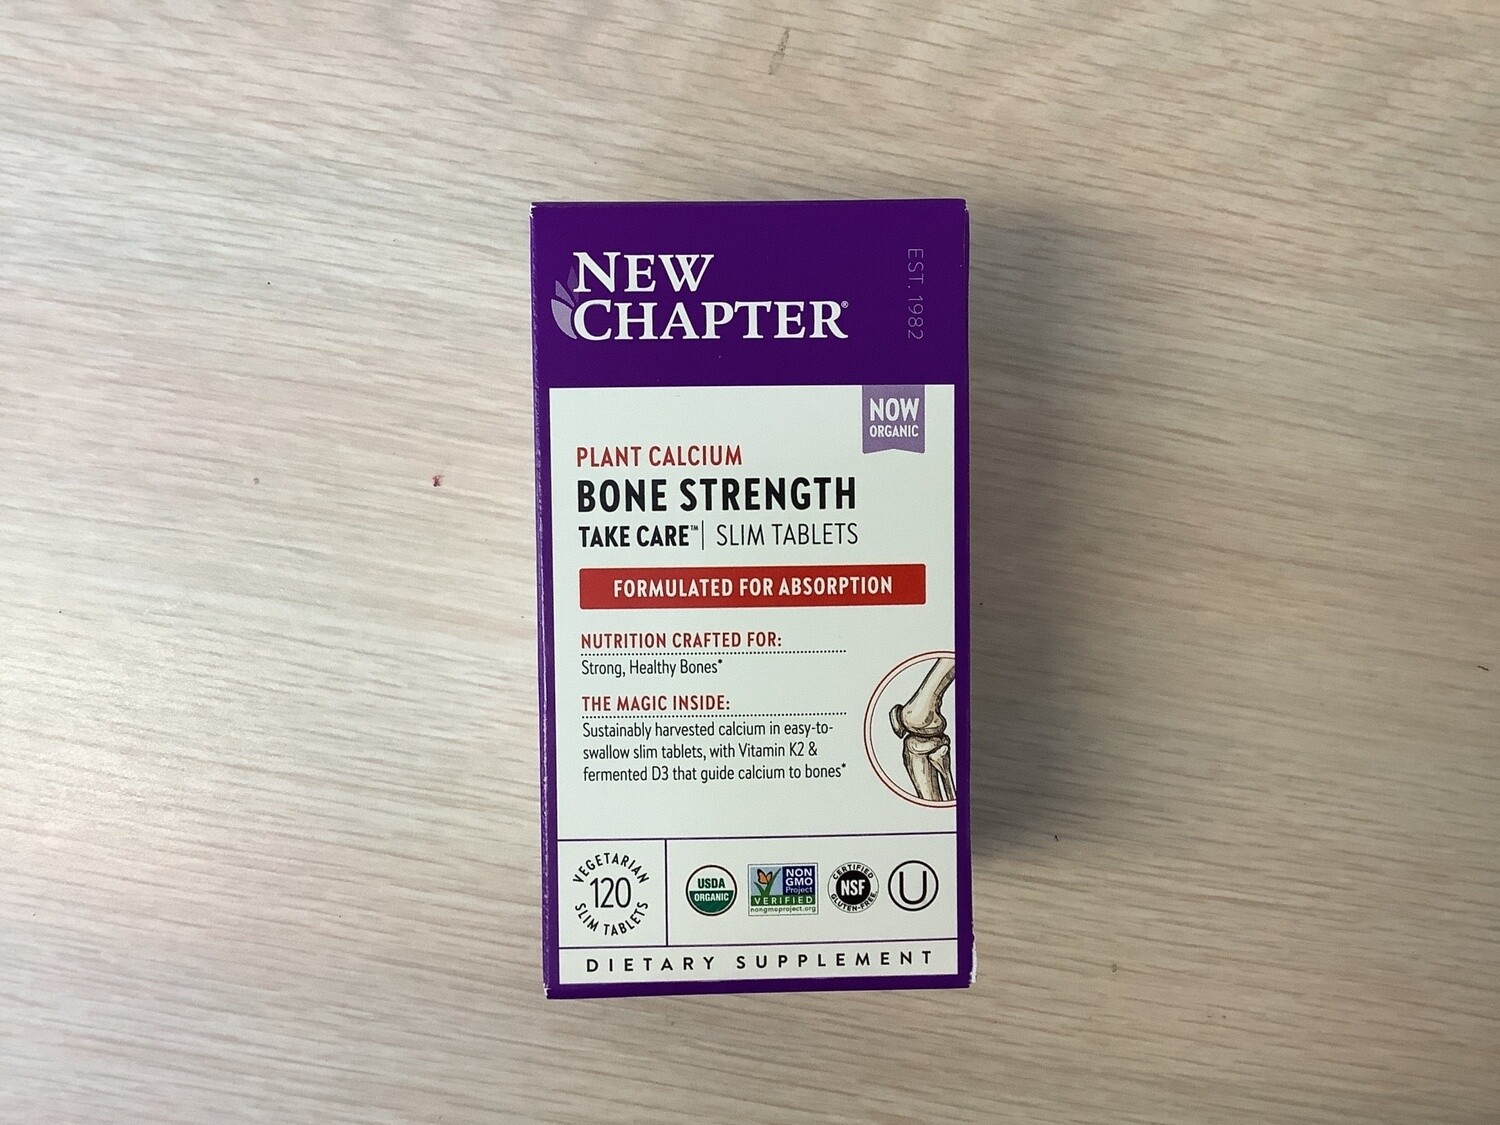 NEW
CHAPTER®
EST. 1982
NOW
ORGANIC
PLANT CALCIUM
BONE STRENGTH
TAKE CARE™| SLIM TABLETS
FORMULATED FOR ABSORPTION
NUTRITION CRAFTED FOR:
Strong, Healthy Bones*
THE MAGIC INSIDE:
Sustainably harvested calcium in easy-to-
swallow slim tablets, with Vitamin K2 &
fermented D3 that guide calcium to bones*
VEGETARIAN
120
SLIM TABLETS
USDA
ORGANIC
NON
GMO
Project
VERIFIED
nongmoproject.org
CERTIFIED
NSF
GLUTEN-FREE
U
DIETARY SUPPLEMENT